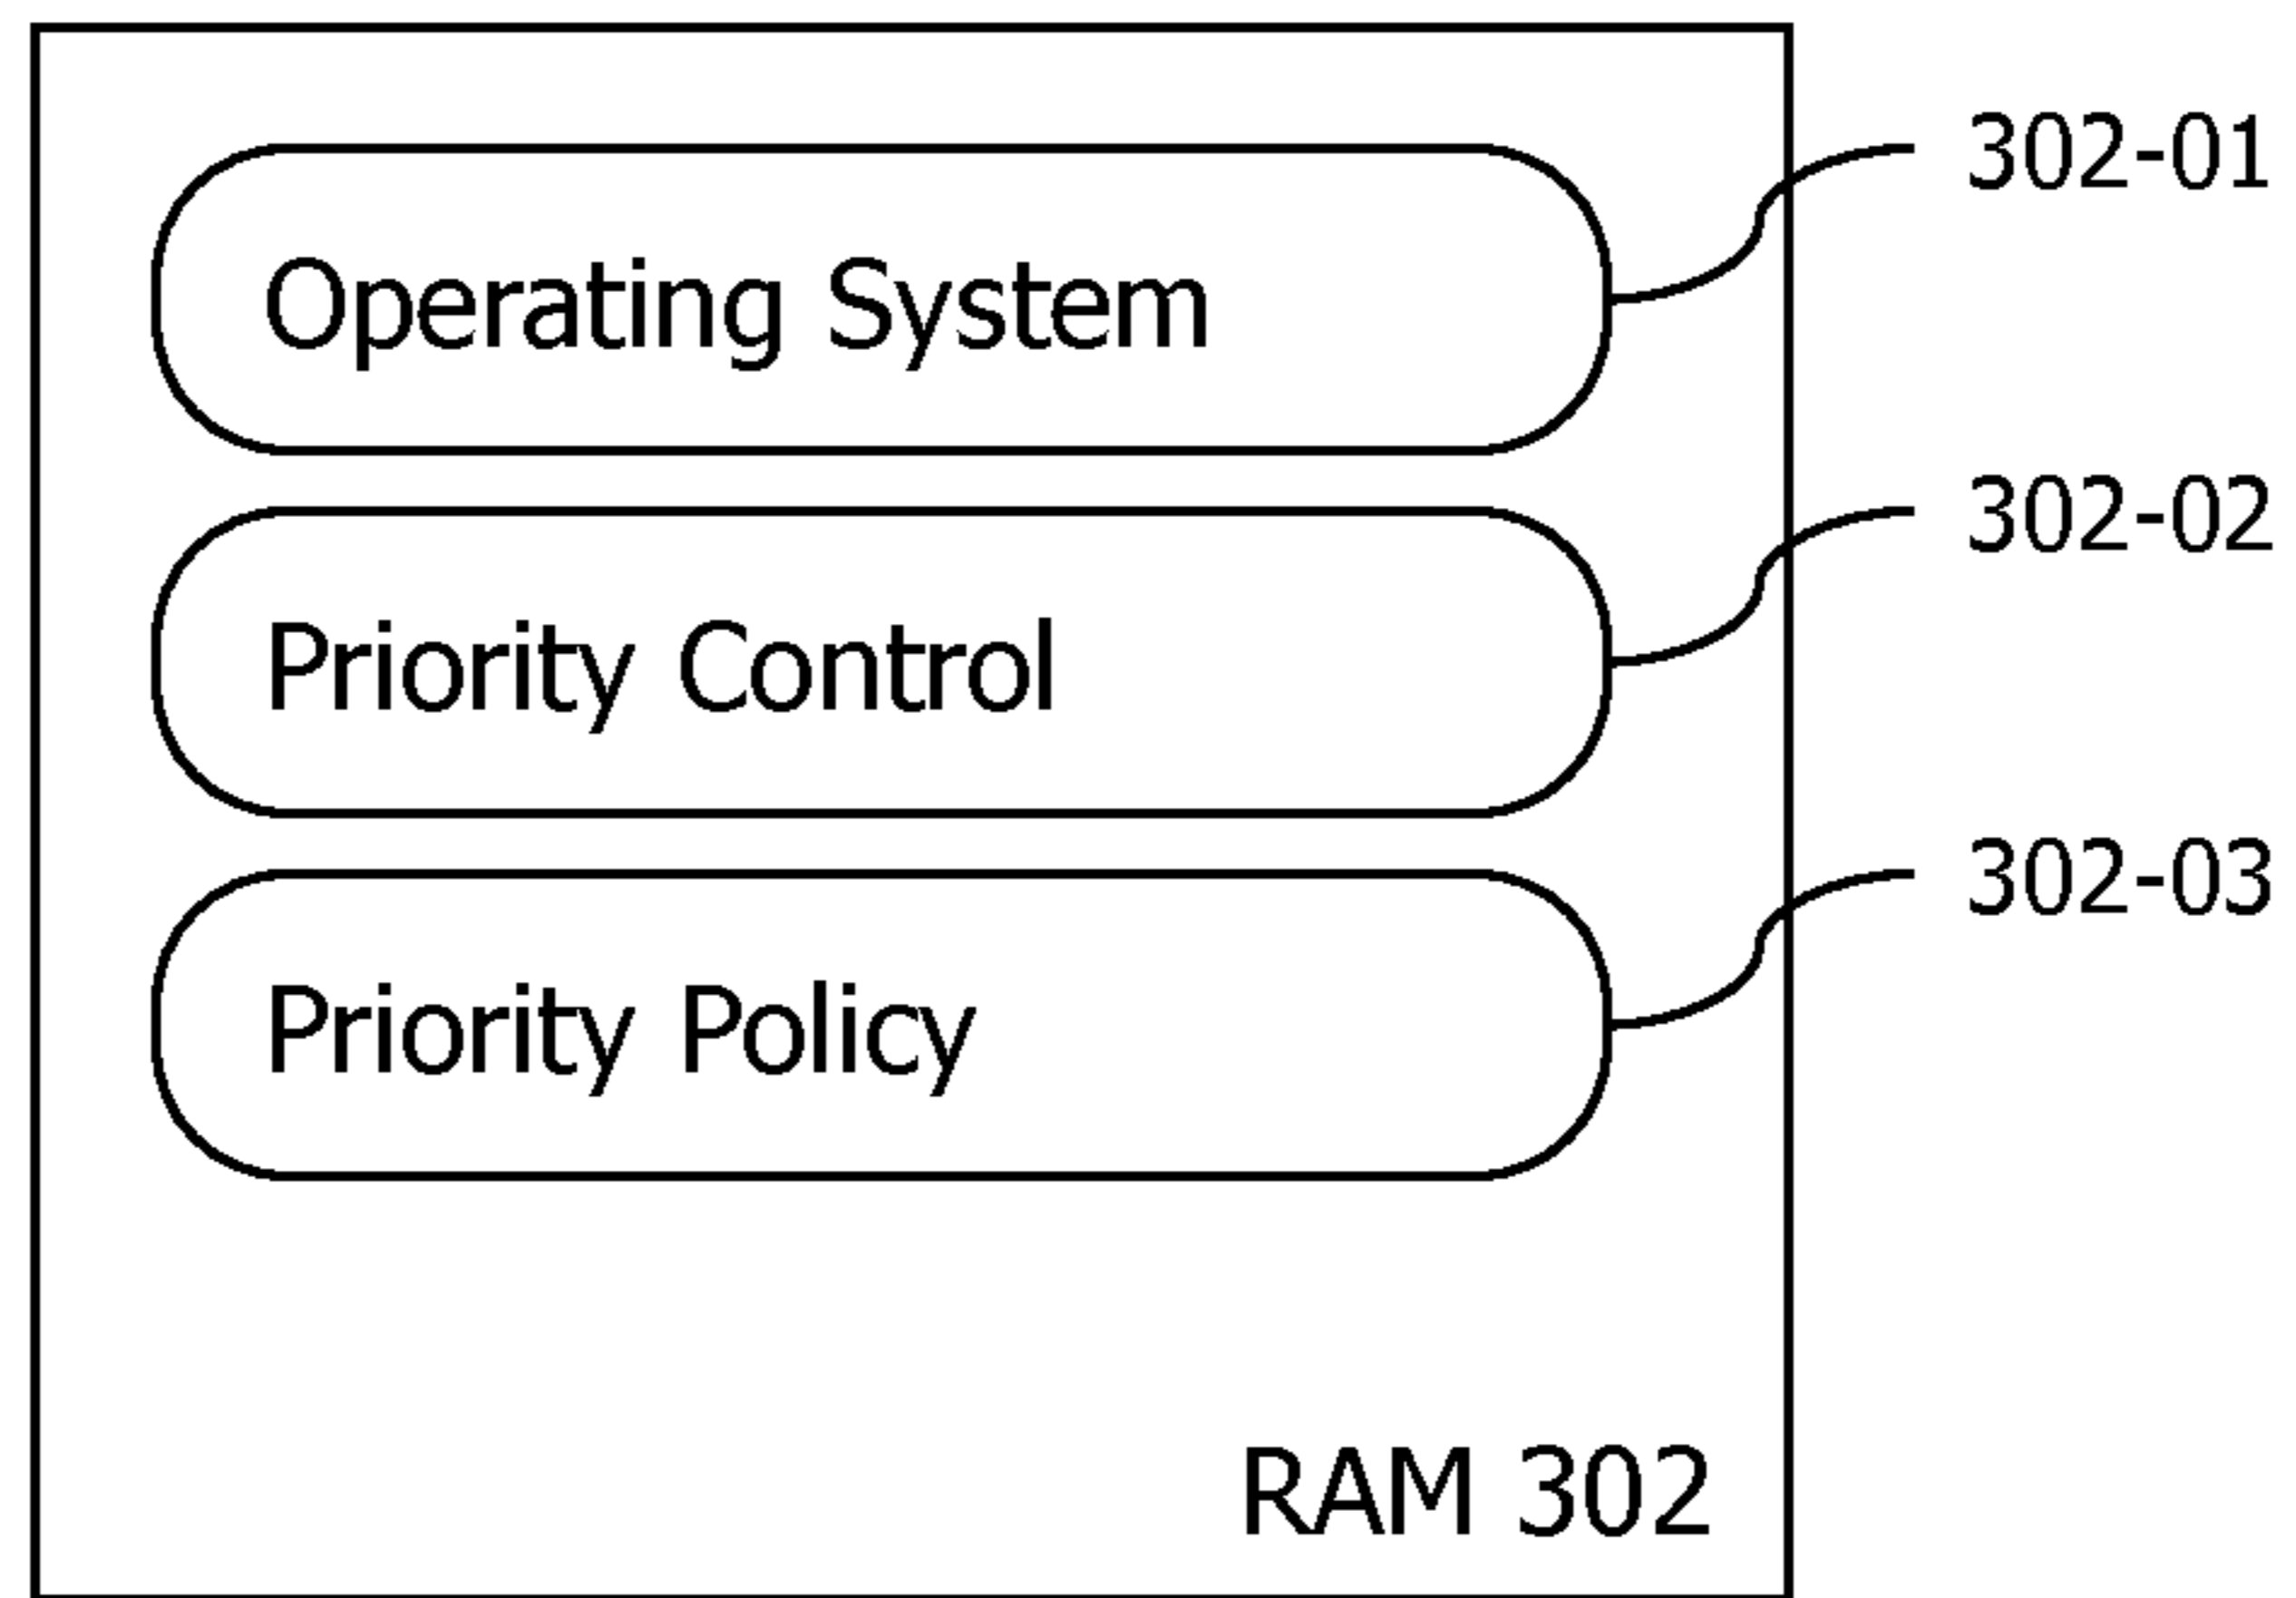 302-01
Operating System
302-02
Priority Control
302-03
Priority Policy
RAM 302